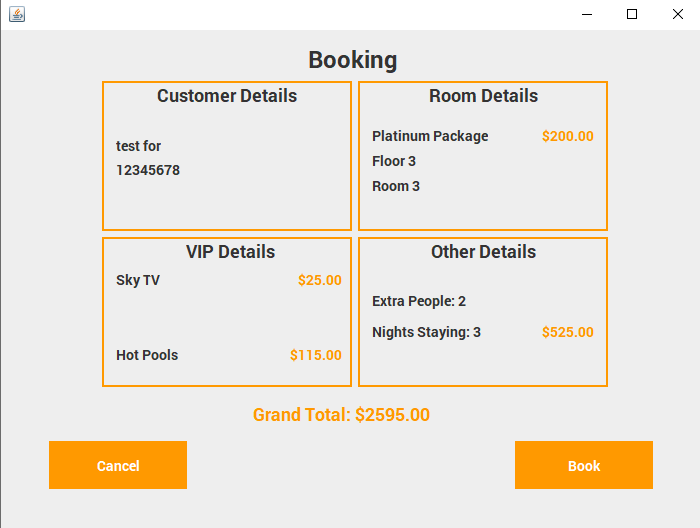 Booking
Customer Details
test for
12345678
Room Details
Platinum Package $200.00
Floor 3
Room 3
VIP Details
Sky TV $25.00
Hot Pools $115.00
Other Details
Extra People: 2
Nights Staying: 3 $525.00
Grand Total: $2595.00
Cancel
Book